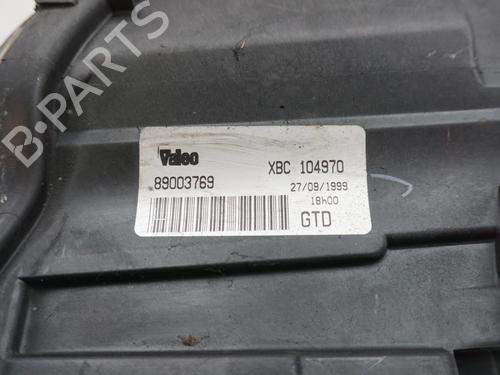 B-PARTS
Valeo
XBC 104970
89003769
27/09/1999
18h00
GTD